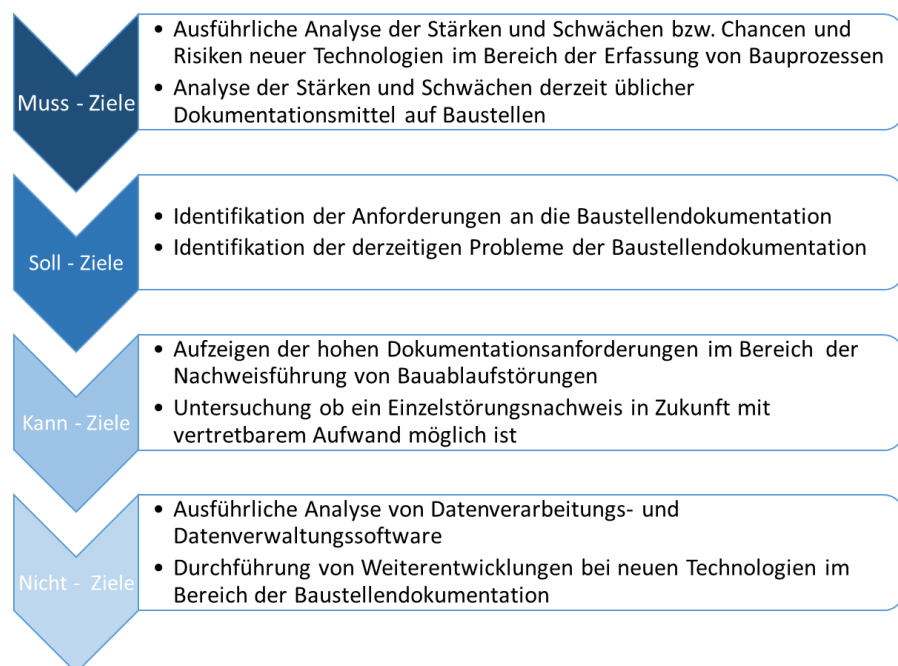 Muss - Ziele
• Ausführliche Analyse der Stärken und Schwächen bzw. Chancen und
Risiken neuer Technologien im Bereich der Erfassung von Bauprozessen
• Analyse der Stärken und Schwächen derzeit üblicher
Dokumentationsmittel auf Baustellen
Soll - Ziele
• Identifikation der Anforderungen an die Baustellendokumentation
• Identifikation der derzeitigen Probleme der Baustellendokumentation
Kann - Ziele
• Aufzeigen der hohen Dokumentationsanforderungen im Bereich der
Nachweisführung von Bauablaufstörungen
• Untersuchung ob ein Einzelstörungsnachweis in Zukunft mit
vertretbarem Aufwand möglich ist
Nicht - Ziele
• Ausführliche Analyse von Datenverarbeitungs- und
Datenverwaltungssoftware
• Durchführung von Weiterentwicklungen bei neuen Technologien im
Bereich der Baustellendokumentation